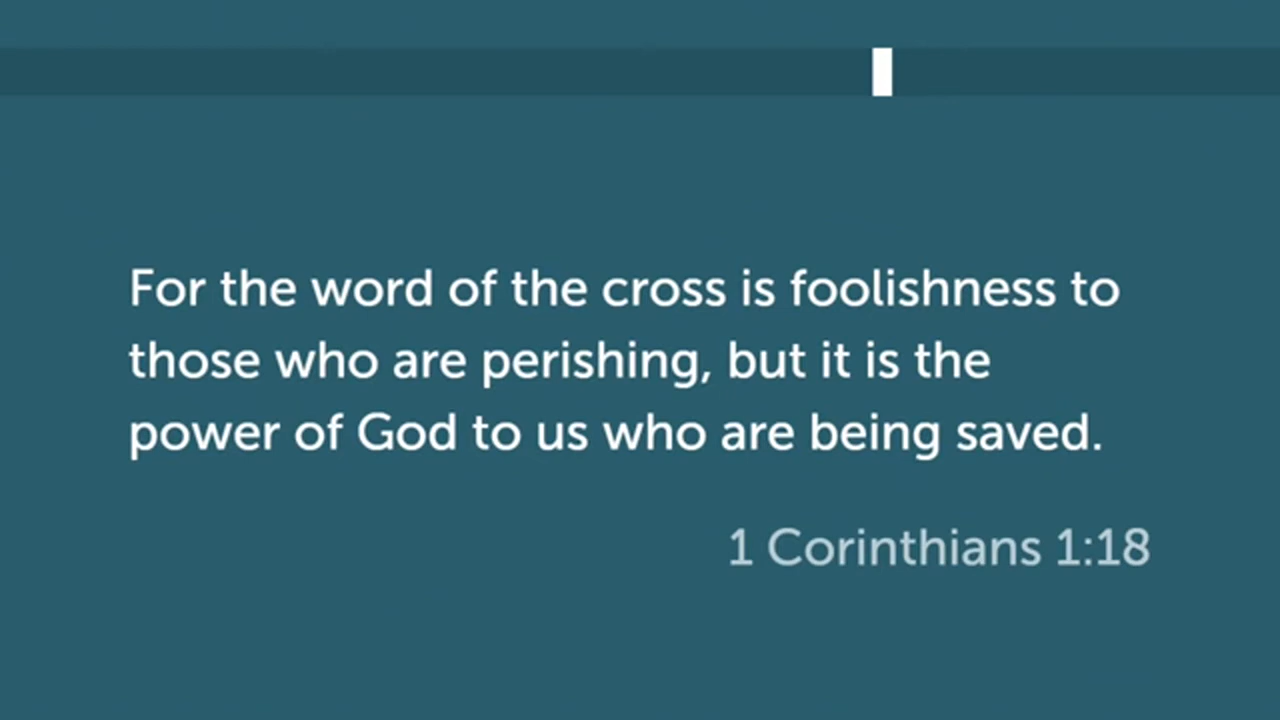 For the word of the cross is foolishness to
those who are perishing, but it is the
power of God to us who are being saved.
1 Corinthians 1:18